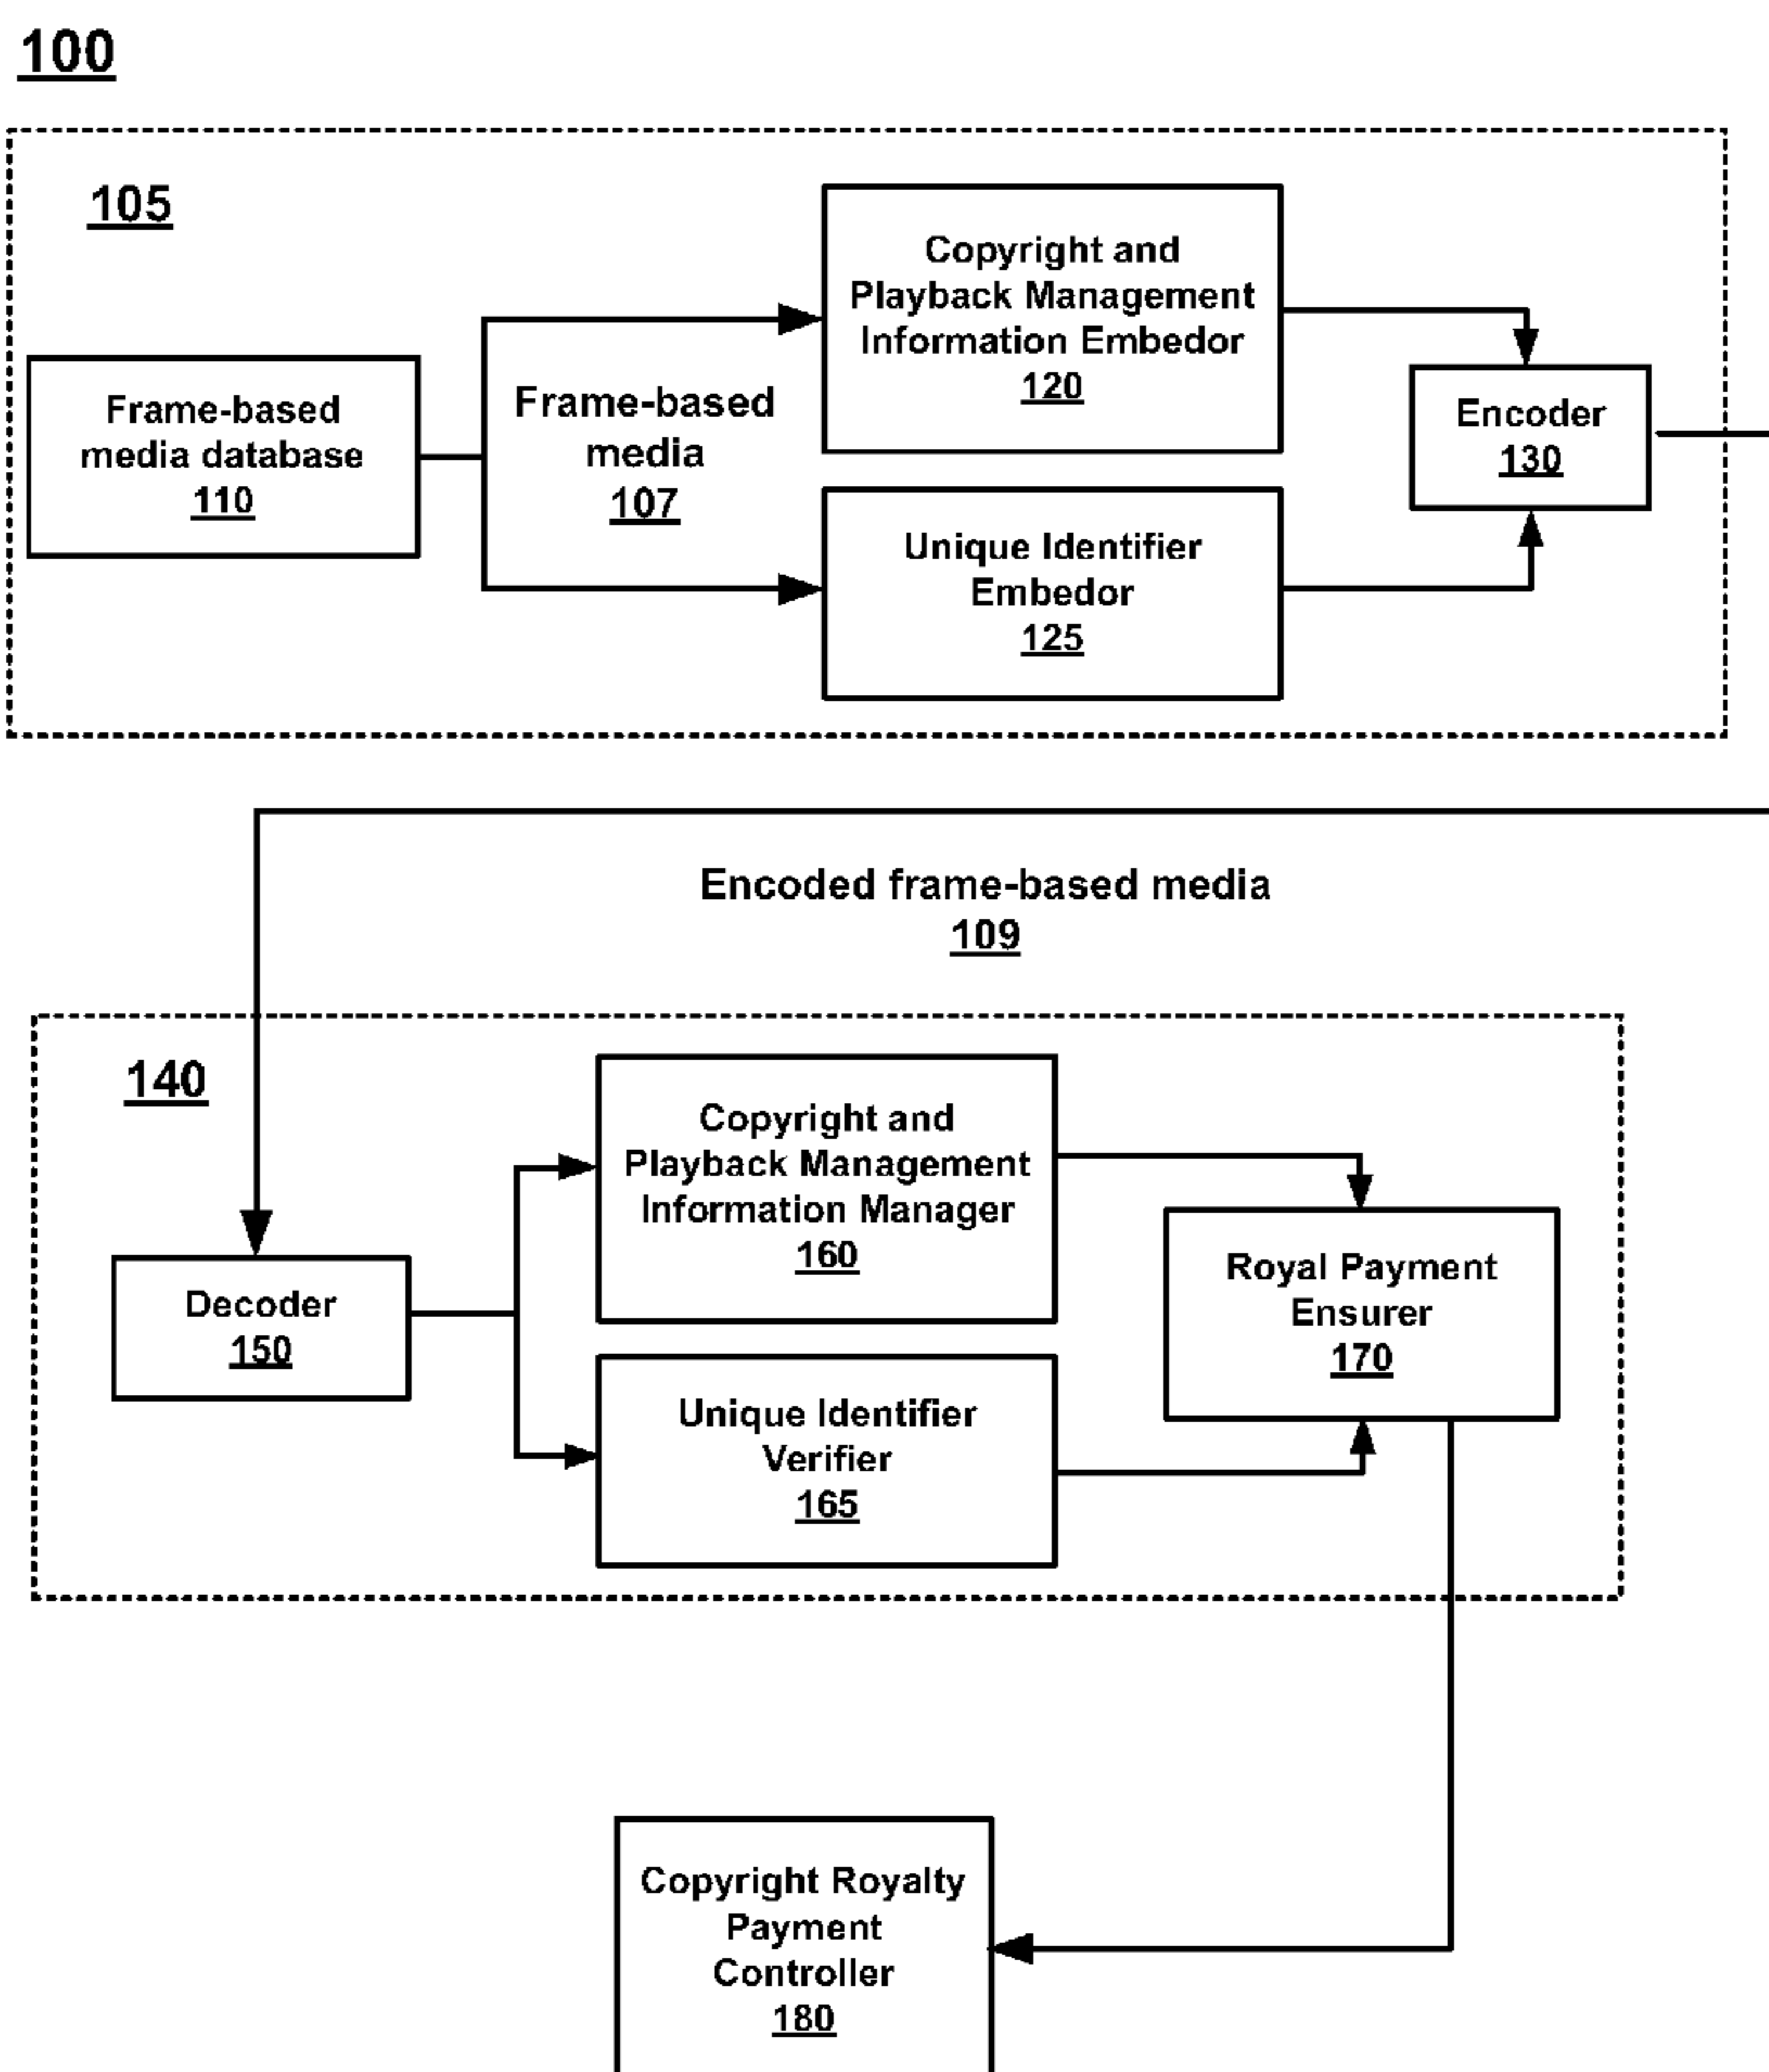 100
105
Frame-based
media database
110
Frame-based
media
107
Copyright and
Playback Management
Information Embedor
120
Unique Identifier
Embedor
125
Encoder
130
Encoded frame-based media
109
140
Decoder
150
Copyright and
Playback Management
Information Manager
160
Unique Identifier
Verifier
165
Royal Payment
Ensurer
170
Copyright Royalty
Payment
Controller
180